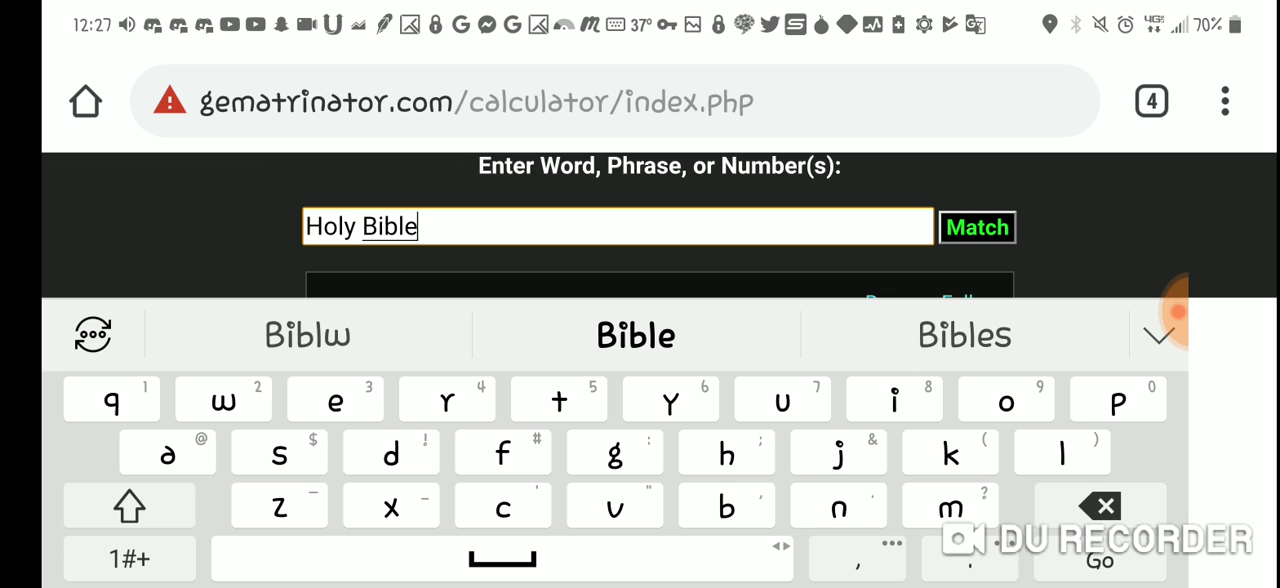 12:27 37° 4G 70%
gematrinator.com/calculator/index.php 4
Enter Word, Phrase, or Number(s):
Holy Bible Match
Biblw Bible Bibles
q 1 w 2 e 3 r 4 t 5 y 6 u 7 i 8 o 9 p 0
a @ s $ d ! f # g : h ; j & k ( l )
z – x - c ' v " b , n . m ?
DU RECORDER
1#+ , . Go